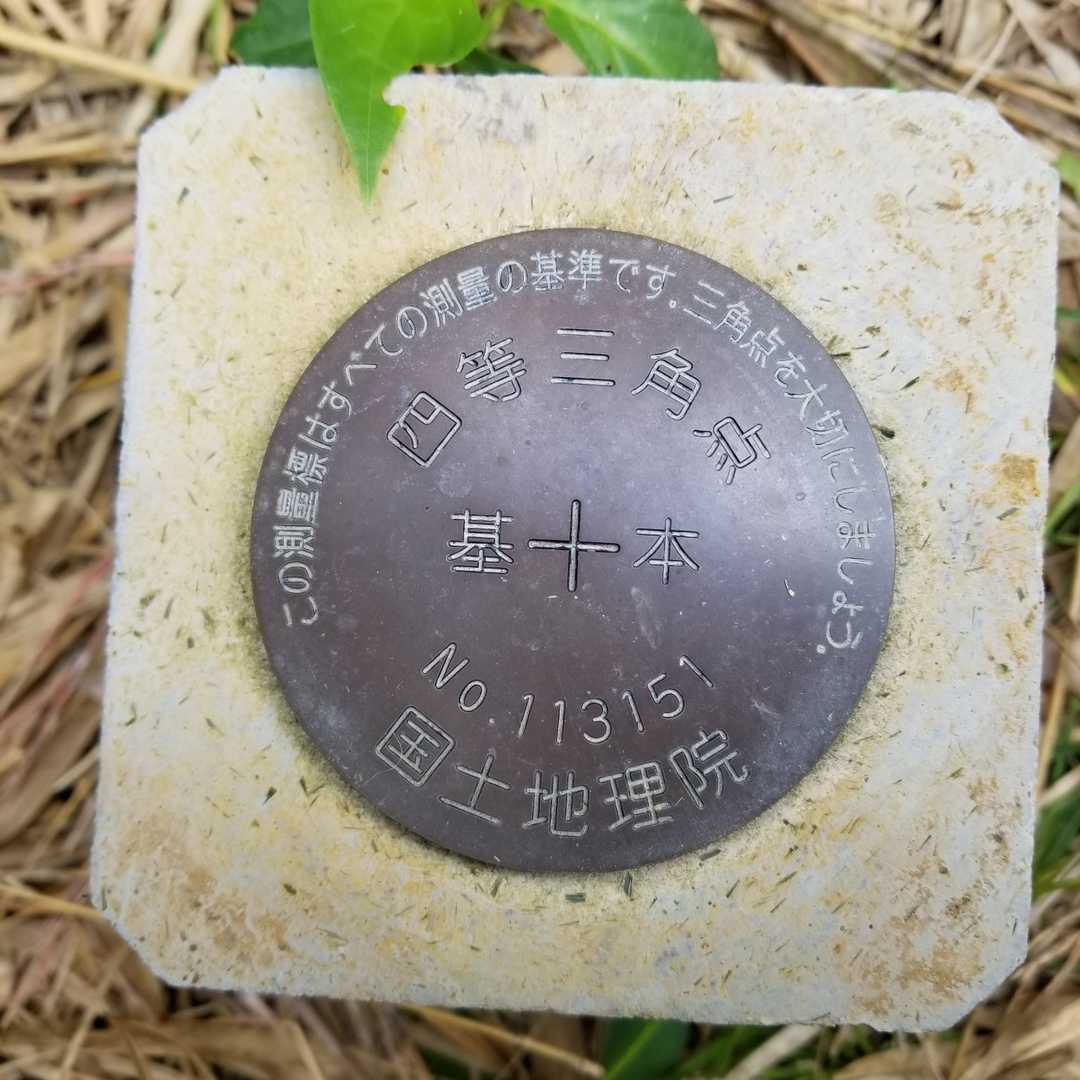 この測量標はすべての測量の基準です。三角点を大切にしましょう。
四等三角点
基十本
No.113151
国土地理院